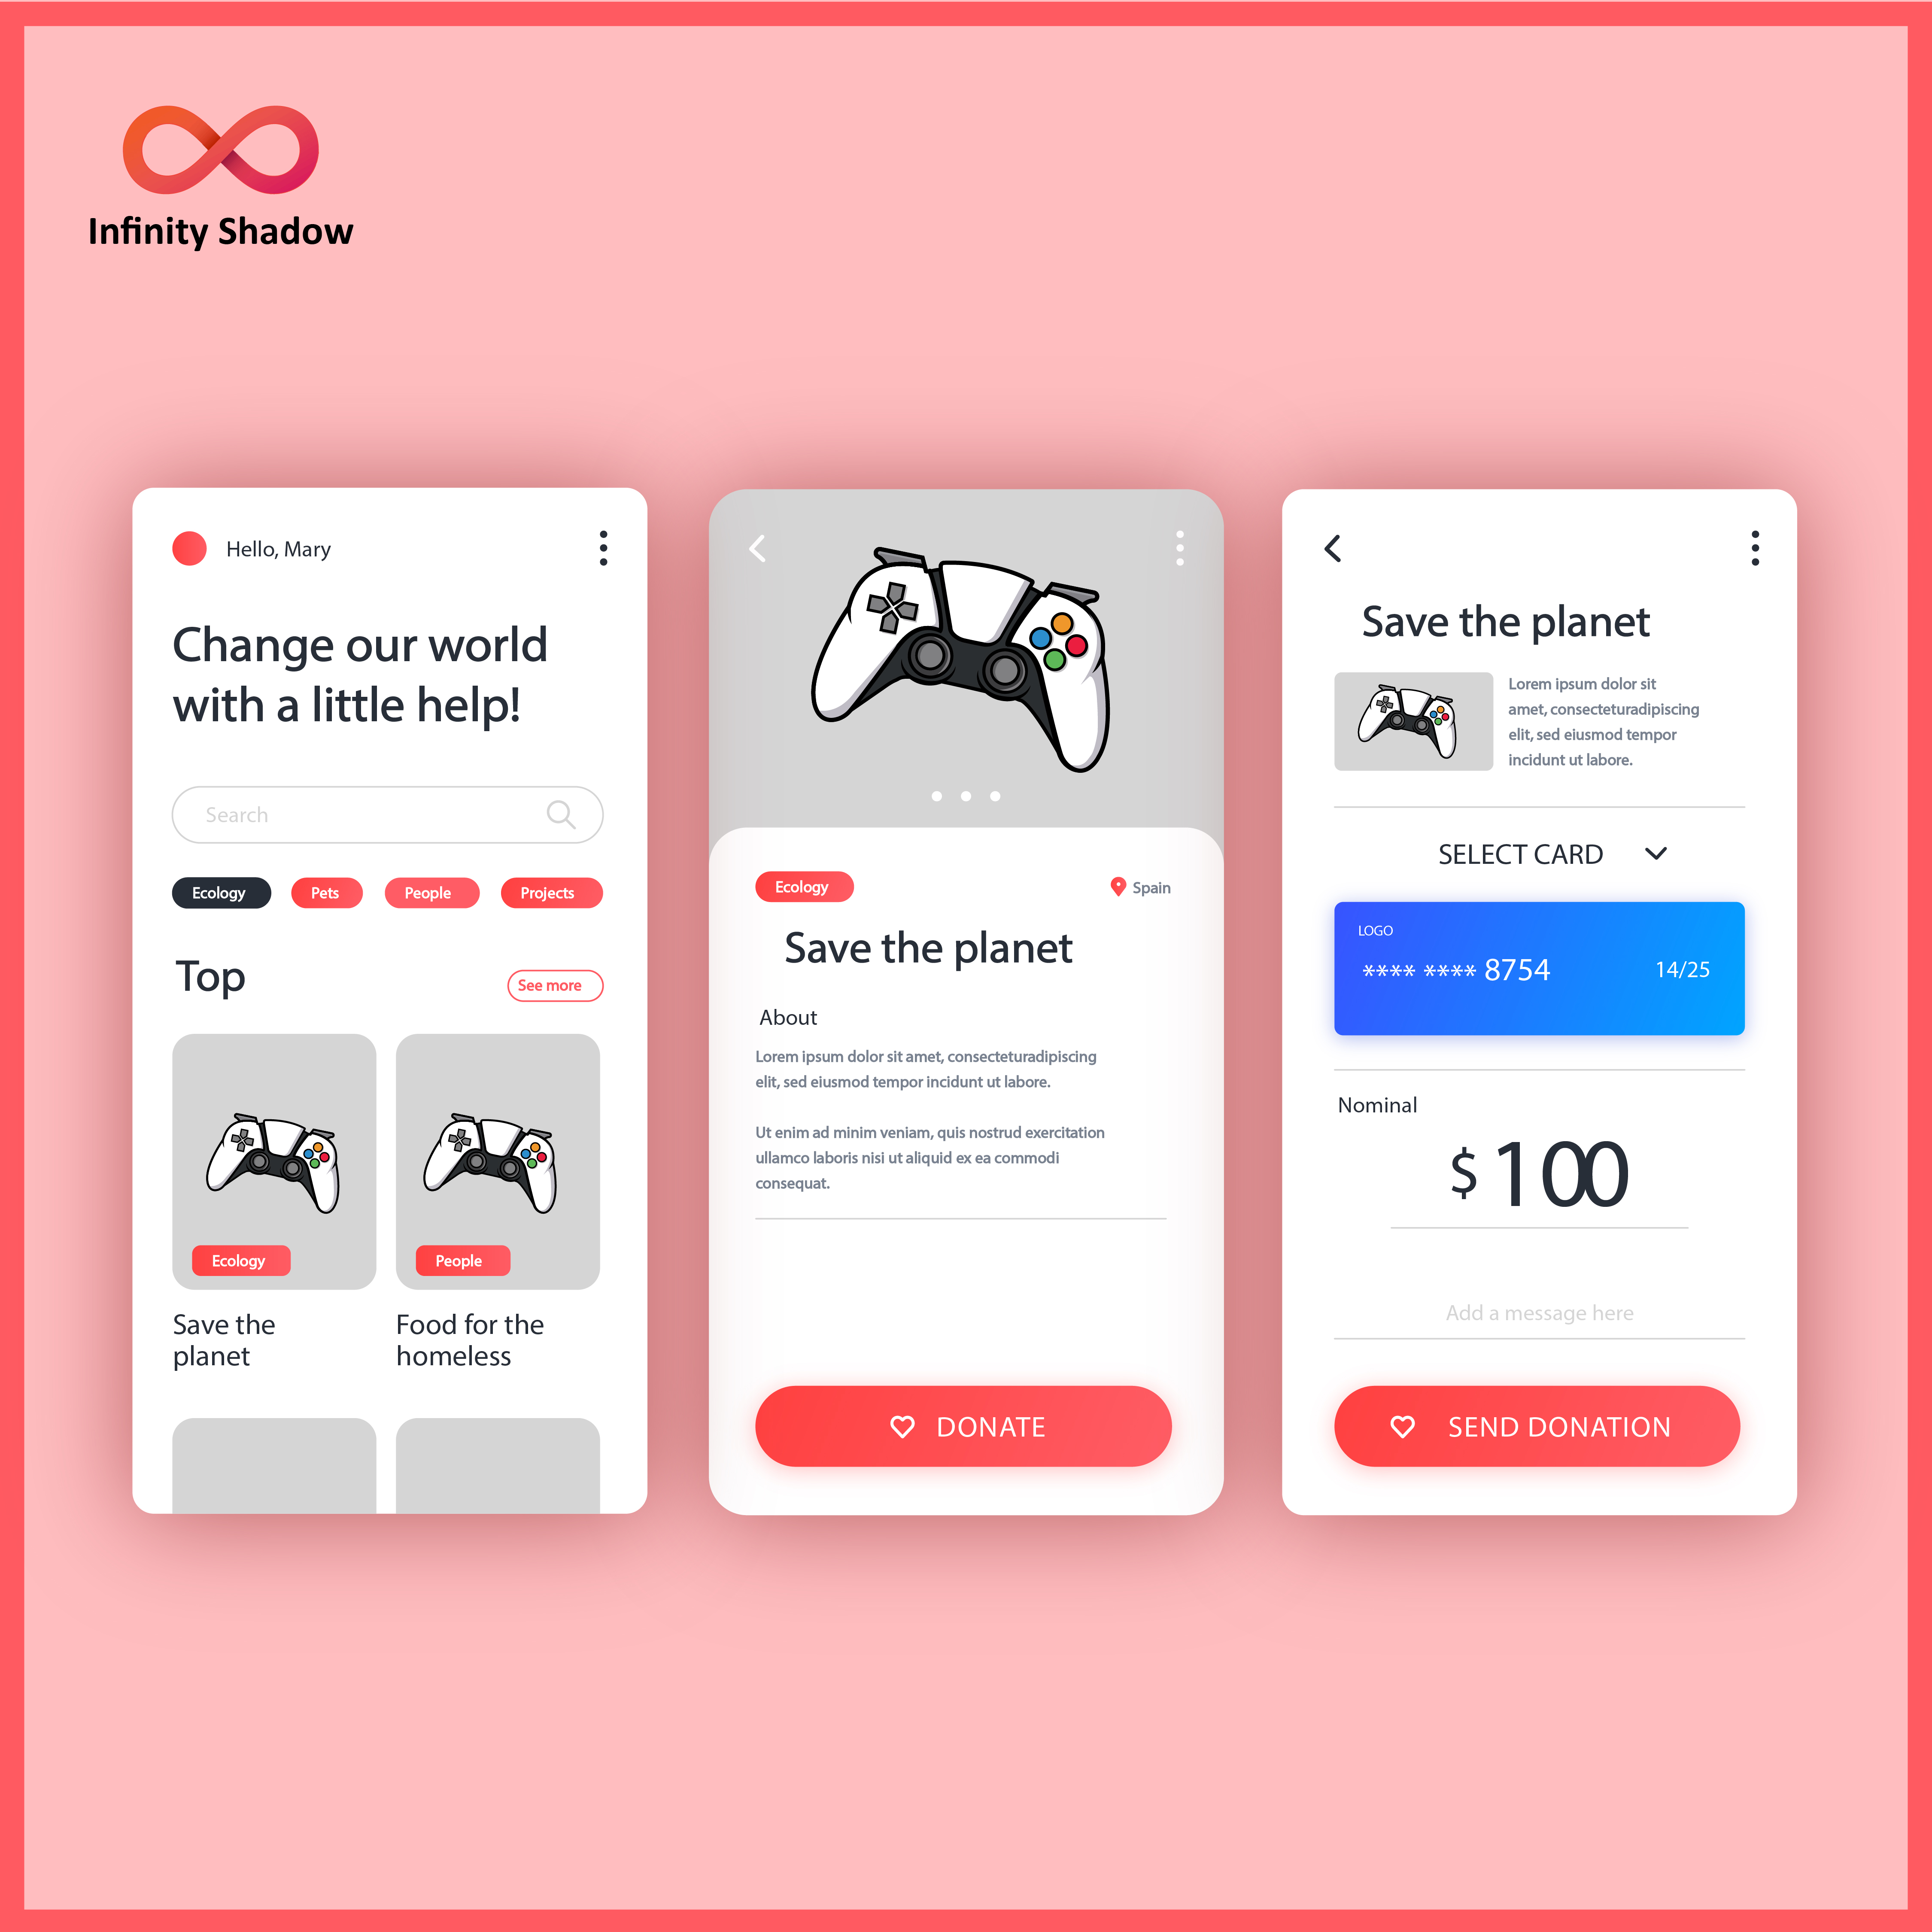 Infinity Shadow
Hello, Mary
Change our world
with a little help!
Search
Ecology
Pets
People
Projects
Top
See more
Ecology
People
Save the
planet
Food for the
homeless
Ecology
Spain
Save the planet
About
Lorem ipsum dolor sit amet, consecteturadipiscing
elit, sed eiusmod tempor incidunt ut labore.
Ut enim ad minim veniam, quis nostrud exercitation
ullamco laboris nisi ut aliquid ex ea commodi
consequat.
DONATE
Save the planet
Lorem ipsum dolor sit
amet, consecteturadipiscing
elit, sed eiusmod tempor
incidunt ut labore.
SELECT CARD
LOGO
**** **** 8754
14/25
Nominal
$ 100
Add a message here
SEND DONATION